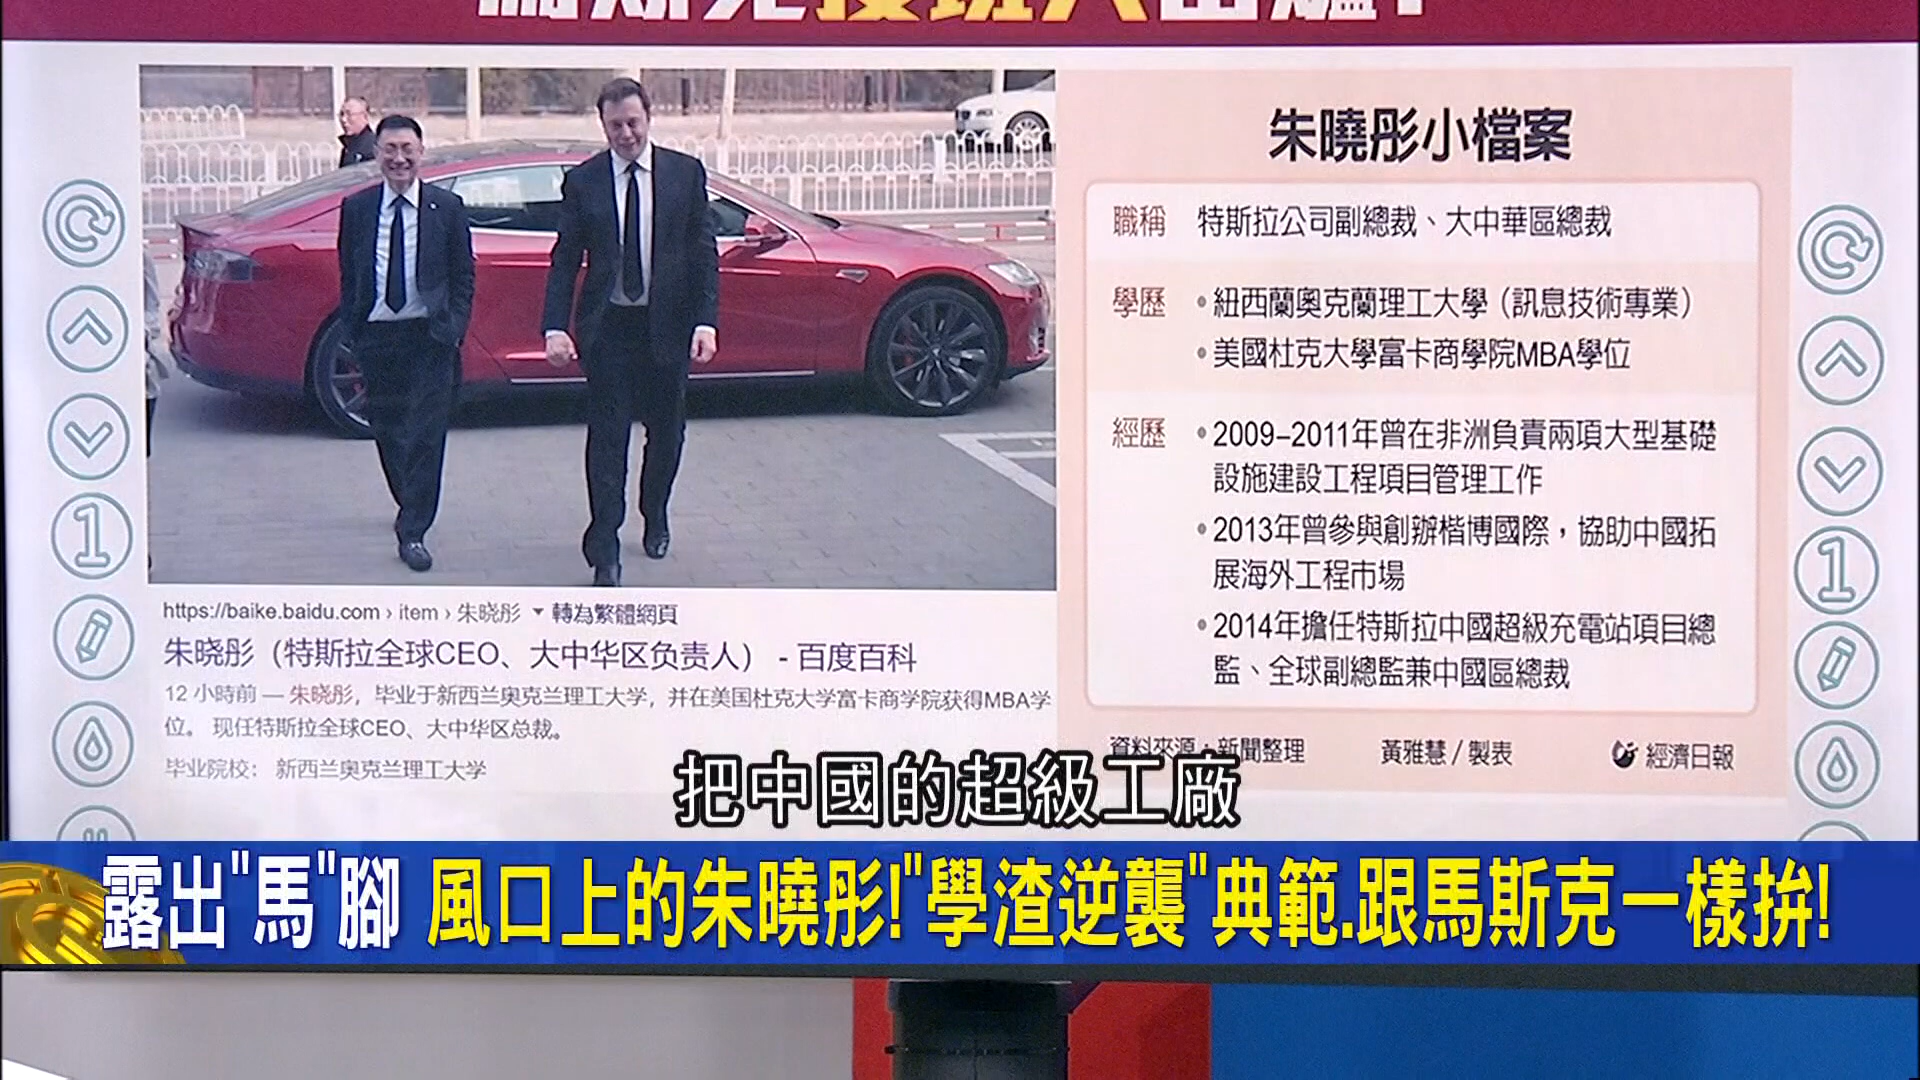 馬斯克接班人出爐?
朱曉彤小檔案
職稱 特斯拉公司副總裁、大中華區總裁
學歷 •紐西蘭奧克蘭理工大學(訊息技術專業)
•美國杜克大學富卡商學院MBA學位
經歷 •2009–2011年曾在非洲負責兩項大型基礎
設施建設工程項目管理工作
•2013年曾參與創辦楷博國際，協助中國拓
展海外工程市場
•2014年擔任特斯拉中國超級充電站項目總
監、全球副總監兼中國區總裁
資料來源：新聞整理 黃雅慧/製表 經濟日報
https://baike.baidu.com › item › 朱晓彤 ▼ 轉為繁體網頁
朱晓彤（特斯拉全球CEO、大中华区负责人） - 百度百科
12 小時前 — 朱晓彤，毕业于新西兰奥克兰理工大学，并在美国杜克大学富卡商学院获得MBA学
位。 现任特斯拉全球CEO、大中华区总裁。
毕业院校： 新西兰奥克兰理工大学
1
1
把中國的超級工廠
露出"馬"腳 風口上的朱曉彤!"學渣逆襲"典範.跟馬斯克一樣拚!